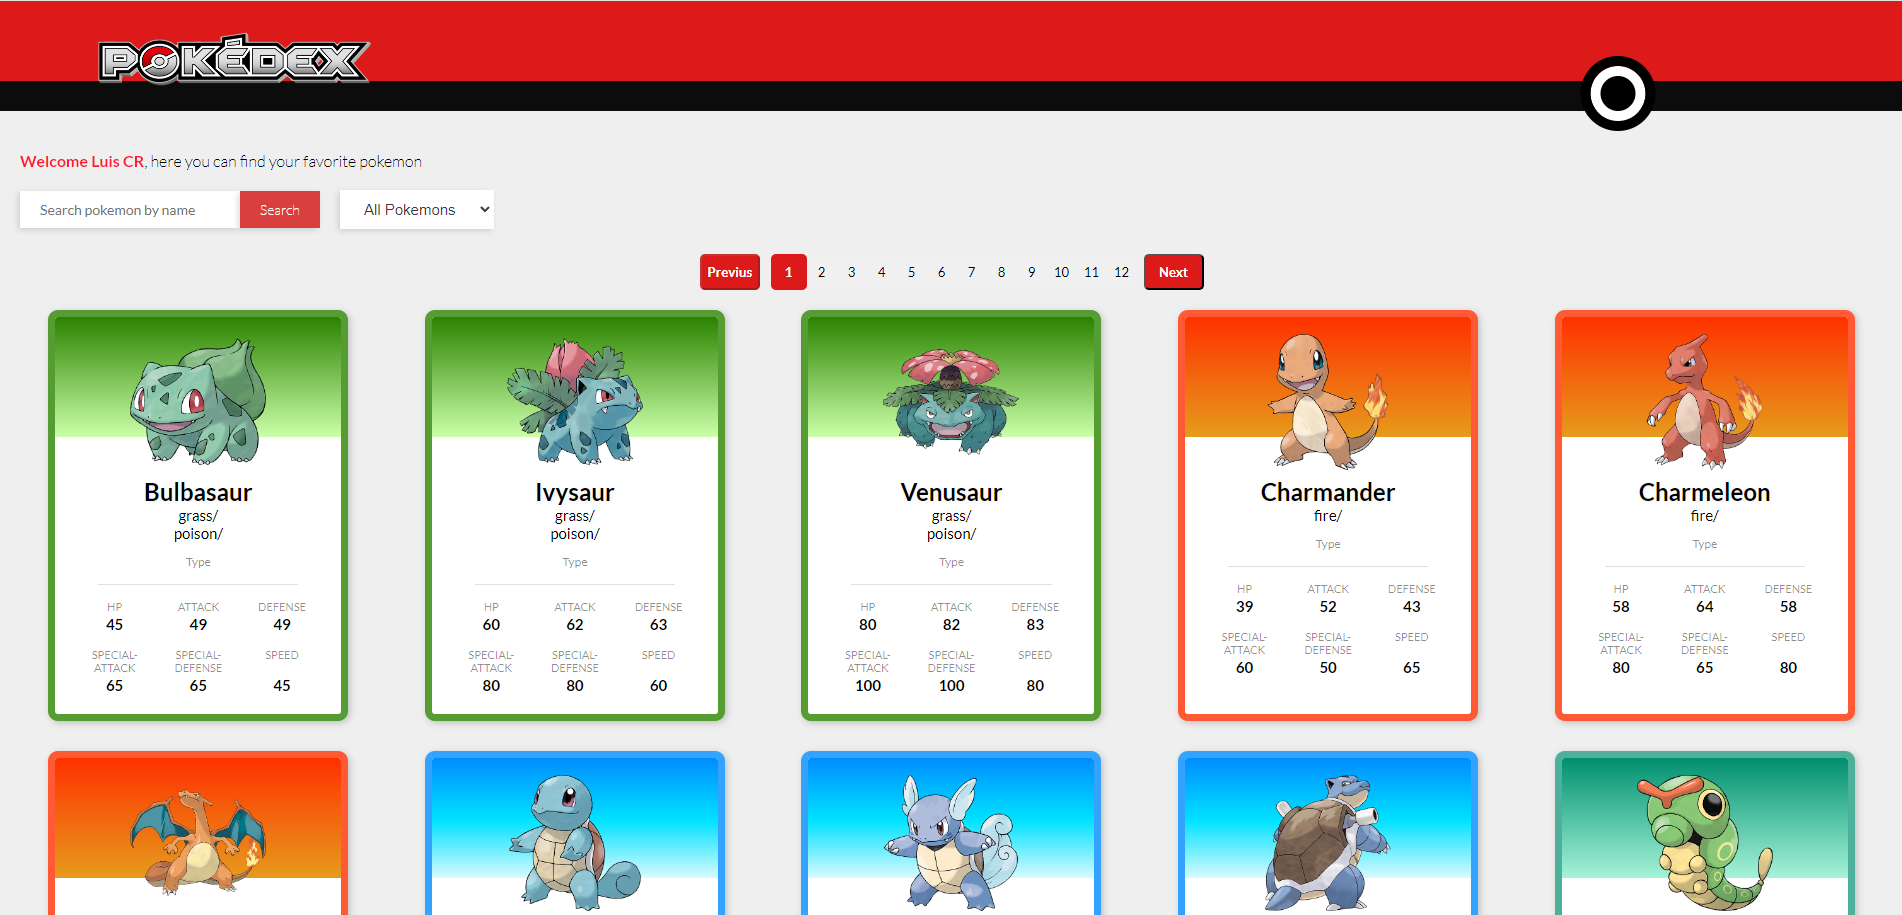 POKÉDEX
Welcome Luis CR, here you can find your favorite pokemon
Search pokemon by name Search All Pokemons
Previus 1 2 3 4 5 6 7 8 9 10 11 12 Next
Bulbasaur
grass/
poison/
Type
HP ATTACK DEFENSE
45 49 49
SPECIAL-ATTACK SPECIAL-DEFENSE SPEED
65 65 45
Ivysaur
grass/
poison/
Type
HP ATTACK DEFENSE
60 62 63
SPECIAL-ATTACK SPECIAL-DEFENSE SPEED
80 80 60
Venusaur
grass/
poison/
Type
HP ATTACK DEFENSE
80 82 83
SPECIAL-ATTACK SPECIAL-DEFENSE SPEED
100 100 80
Charmander
fire/
Type
HP ATTACK DEFENSE
39 52 43
SPECIAL-ATTACK SPECIAL-DEFENSE SPEED
60 50 65
Charmeleon
fire/
Type
HP ATTACK DEFENSE
58 64 58
SPECIAL-ATTACK SPECIAL-DEFENSE SPEED
80 65 80